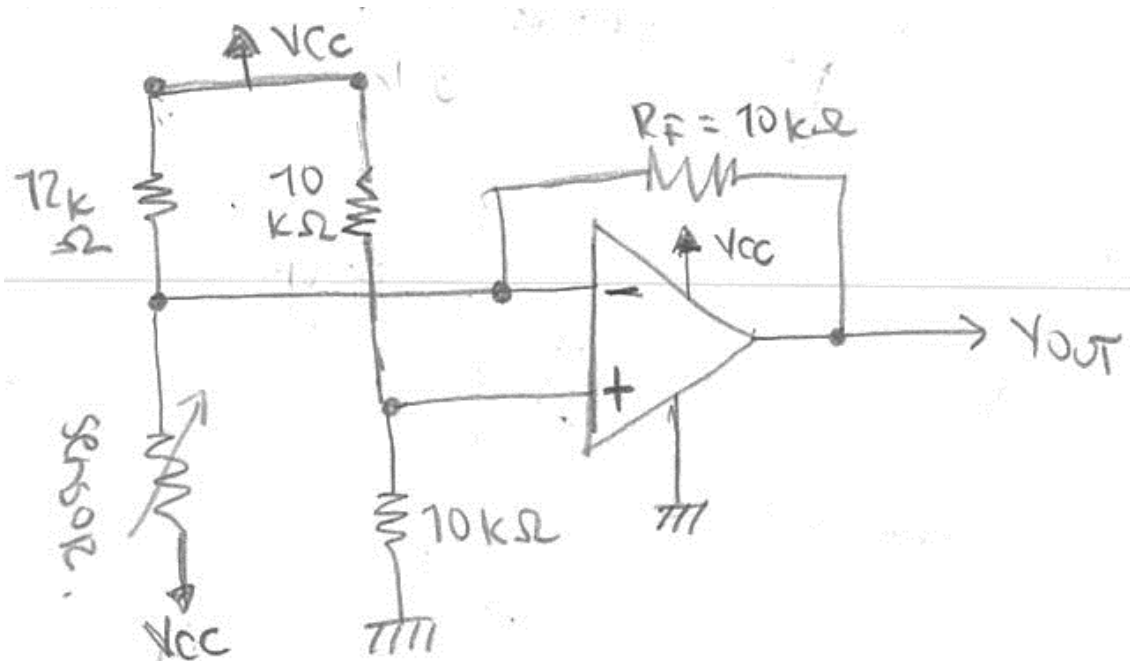 VCC
RF = 10kΩ
12k
Ω
10
kΩ
VCC
-
+
VOUT
SENSOR.
10kΩ
VCC